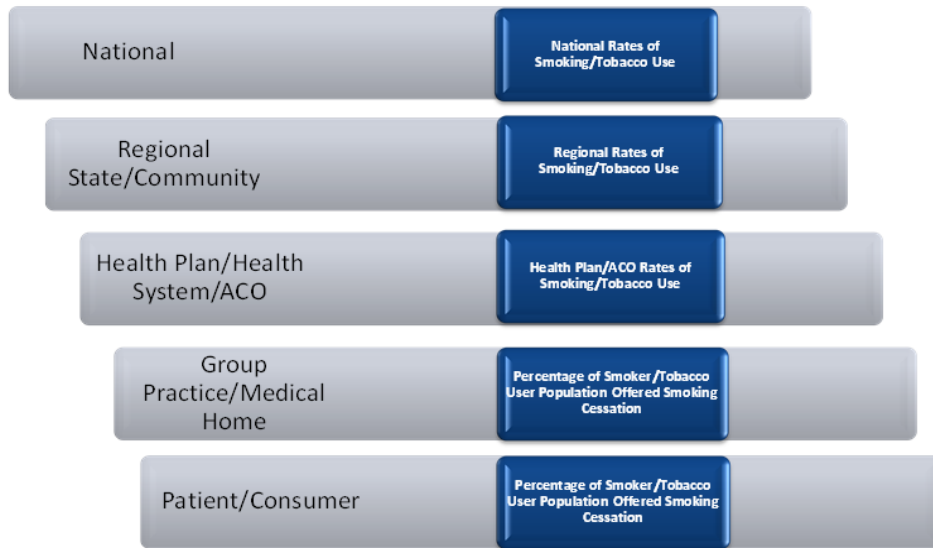 National
National Rates of
Smoking/Tobacco Use
Regional
State/Community
Regional Rates of
Smoking/Tobacco Use
Health Plan/Health
System/ACO
Health Plan/ACO Rates of
Smoking/Tobacco Use
Group
Practice/Medical
Home
Percentage of Smoker/Tobacco
User Population Offered Smoking
Cessation
Patient/Consumer
Percentage of Smoker/Tobacco
User Population Offered Smoking
Cessation